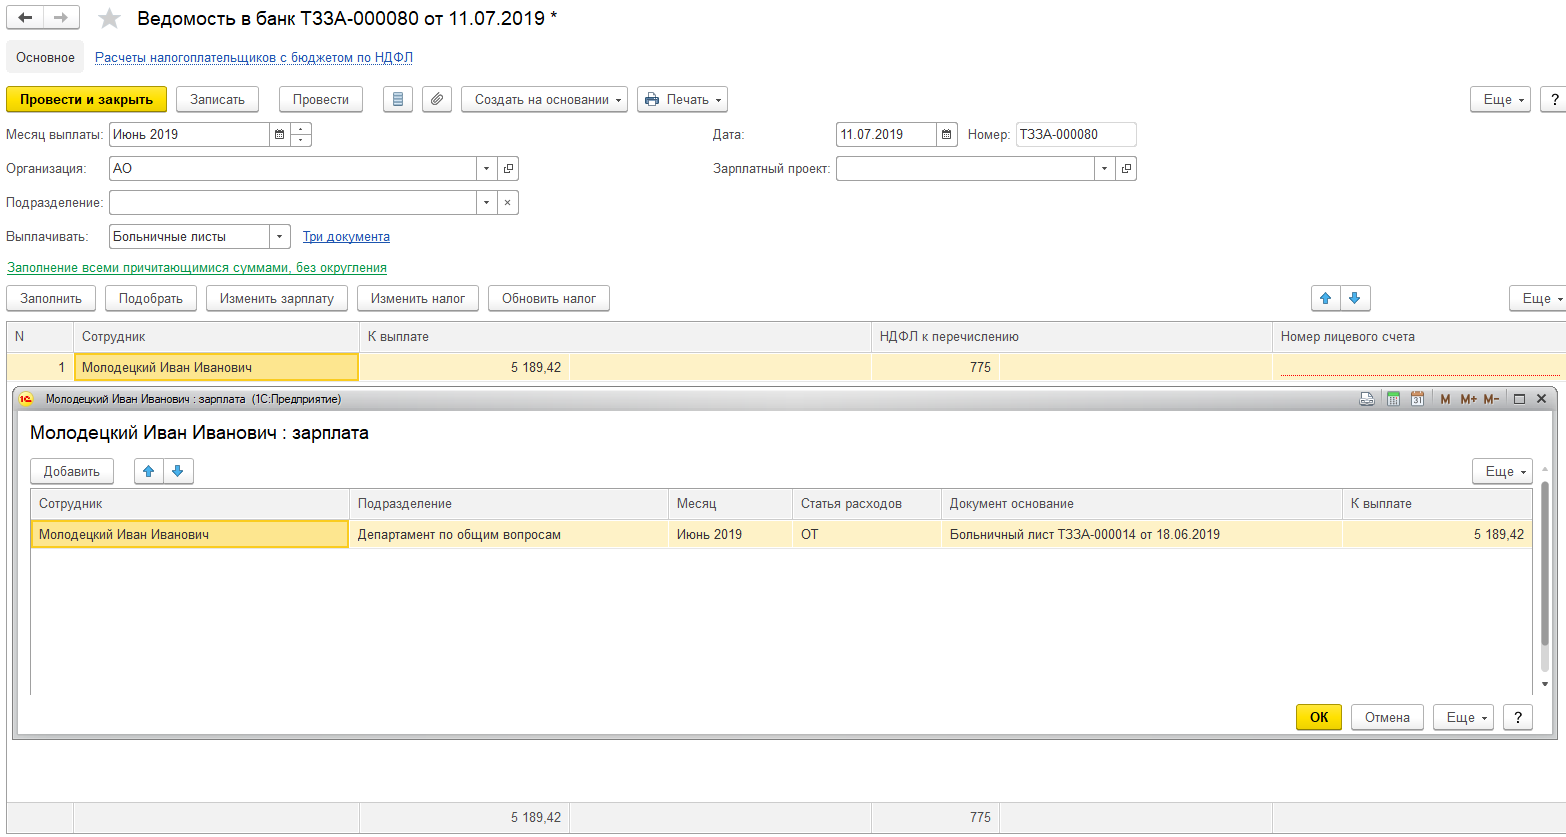 Ведомость в банк ТЗЗА-000080 от 11.07.2019 *
Основное Расчеты налогоплательщиков с бюджетом по НДФЛ
Провести и закрыть Записать Провести Создать на основании Печать Еще ?
Месяц выплаты: Июнь 2019 Дата: 11.07.2019 Номер: ТЗЗА-000080
Организация: АО Зарплатный проект:
Подразделение:
Выплачивать: Больничные листы Три документа
Заполнение всеми причитающимися суммами, без округления
Заполнить Подобрать Изменить зарплату Изменить налог Обновить налог Еще
N Сотрудник К выплате НДФЛ к перечислению Номер лицевого счета
1 Молодецкий Иван Иванович 5 189,42 775
1С Молодецкий Иван Иванович : зарплата (1С:Предприятие) 31 M M+ M-
Молодецкий Иван Иванович : зарплата
Добавить Еще
Сотрудник Подразделение Месяц Статья расходов Документ основание К выплате
Молодецкий Иван Иванович Департамент по общим вопросам Июнь 2019 ОТ Больничный лист ТЗЗА-000014 от 18.06.2019 5 189,42
ОК Отмена Еще ?
5 189,42 775